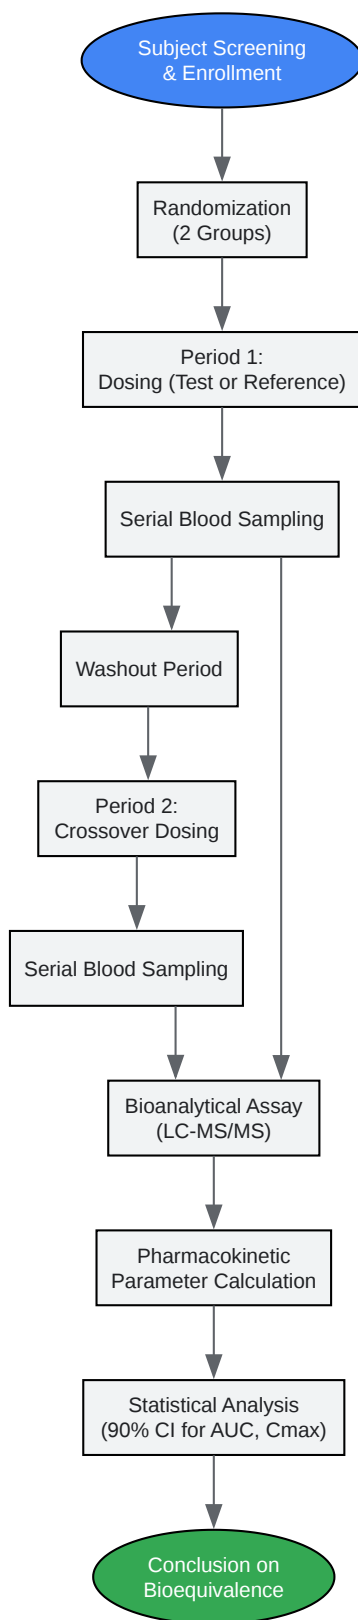 Subject Screening
& Enrollment
Randomization
(2 Groups)
Period 1:
Dosing (Test or Reference)
Serial Blood Sampling
Washout Period
Period 2:
Crossover Dosing
Serial Blood Sampling
Bioanalytical Assay
(LC-MS/MS)
Pharmacokinetic
Parameter Calculation
Statistical Analysis
(90% CI for AUC, Cmax)
Conclusion on
Bioequivalence